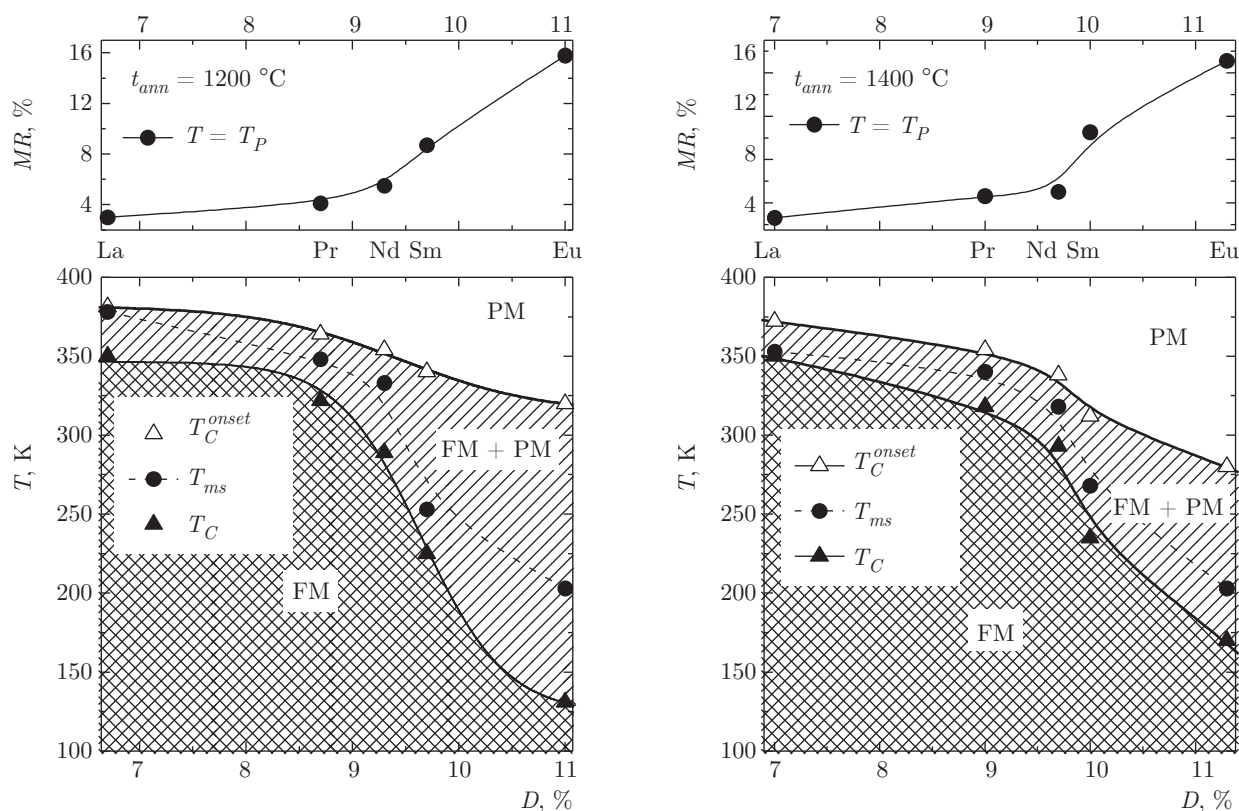 7 8 9 10 11
16
12
8
4
MR, %
t_ann = 1200 °C
T = T_P
La Pr Nd Sm Eu
400
350
300
250
200
150
100
T, K
PM
FM + PM
FM
T_C^onset
T_ms
T_C
7 8 9 10 11
D, %
7 8 9 10 11
16
12
8
4
MR, %
t_ann = 1400 °C
T = T_P
La Pr Nd Sm Eu
400
350
300
250
200
150
100
T, K
PM
FM + PM
FM
T_C^onset
T_ms
T_C
7 8 9 10 11
D, %